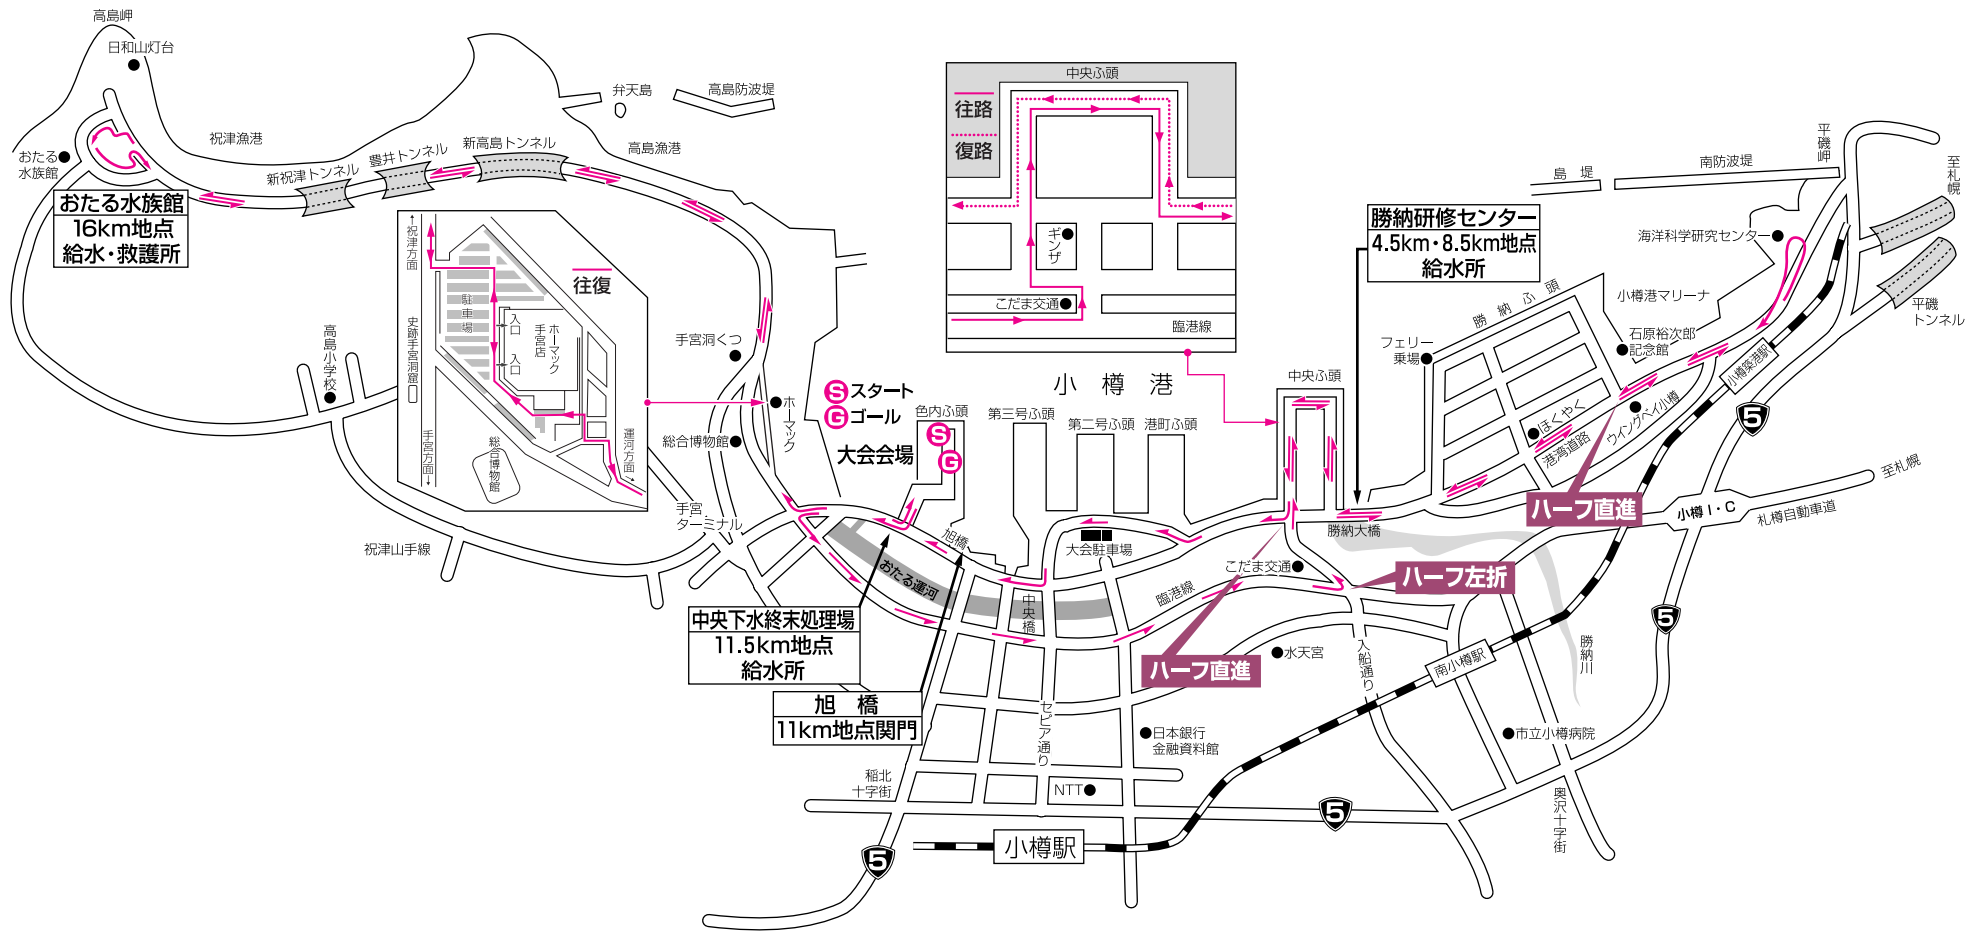 高島岬
日和山灯台
祝津漁港
おたる
水族館
おたる水族館
16km地点
給水・救護所
新祝津トンネル
豊井トンネル
新高島トンネル
弁天島
高島防波堤
高島漁港
←祝津方面
駐車場
往復
入口
入口
ホーマック
手宮店
史跡手宮洞窟
手宮方面→
総合博物館
運河方面→
高島小学校
手宮洞くつ
ホーマック
総合博物館
手宮
ターミナル
祝津山手線
S スタート
G ゴール
大会会場
色内ふ頭
S
G
第三号ふ頭
第二号ふ頭
港町ふ頭
小樽港
中央ふ頭
往路
復路
ギンザ
こだま交通
臨港線
中央ふ頭
勝納研修センター
4.5km・8.5km地点
給水所
平磯岬
至札幌
島堤
南防波堤
海洋科学研究センター
小樽港マリーナ
平磯
トンネル
勝納ふ頭
フェリー
乗場
石原裕次郎
記念館
小樽築港駅
ウイングベイ小樽
ほくやく
港湾道路
5
ハーフ直進
小樽I・C
札樽自動車道
至札幌
勝納大橋
大会駐車場
旭橋
おたる運河
中央橋
臨港線
こだま交通
ハーフ左折
ハーフ直進
中央下水終末処理場
11.5km地点
給水所
旭橋
11km地点関門
水天宮
入船通り
南小樽駅
勝納川
5
セピア通り
日本銀行
金融資料館
市立小樽病院
稲北
十字街
NTT
5
奥沢十字街
小樽駅
5